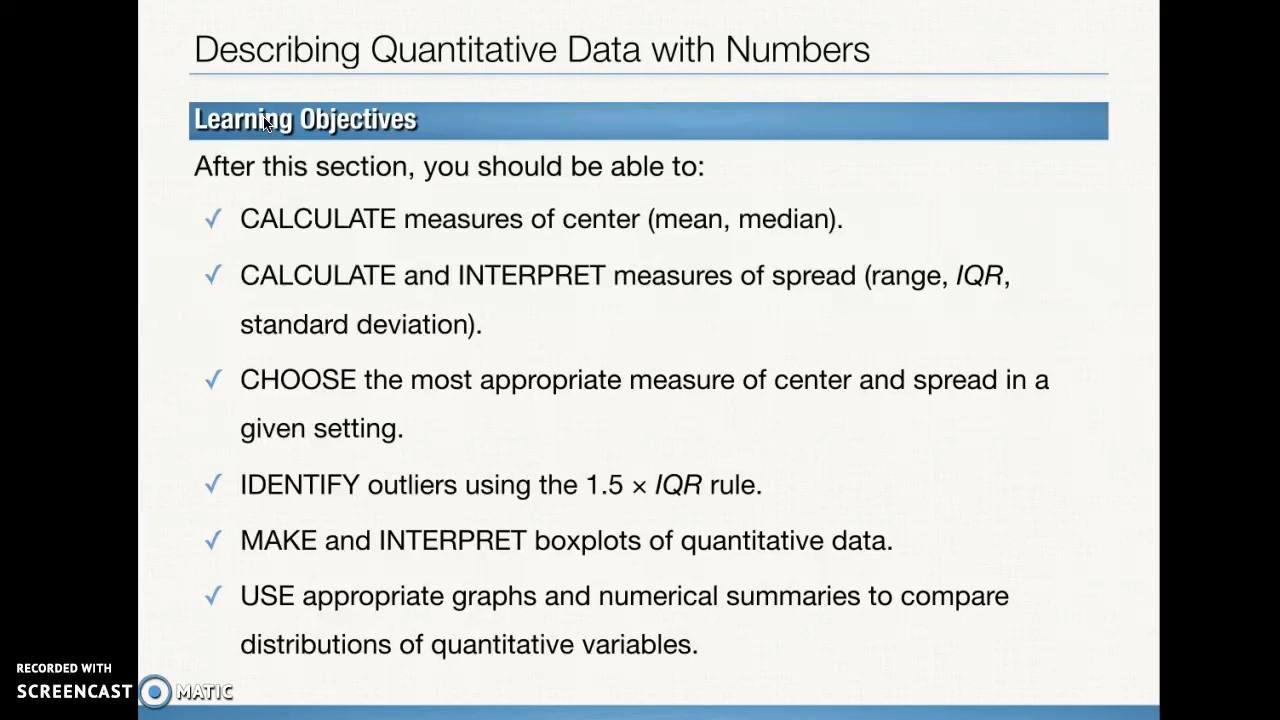 Describing Quantitative Data with Numbers
Learning Objectives
After this section, you should be able to:
✓ CALCULATE measures of center (mean, median).
✓ CALCULATE and INTERPRET measures of spread (range, IQR,
standard deviation).
✓ CHOOSE the most appropriate measure of center and spread in a
given setting.
✓ IDENTIFY outliers using the 1.5 × IQR rule.
✓ MAKE and INTERPRET boxplots of quantitative data.
✓ USE appropriate graphs and numerical summaries to compare
distributions of quantitative variables.
RECORDED WITH
SCREENCAST MATIC